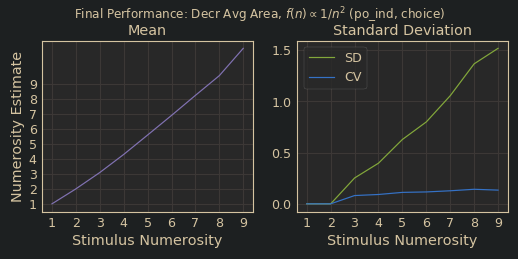 Final Performance: Decr Avg Area, f(n) ∝ 1/n² (po_ind, choice)
Mean
Standard Deviation
Numerosity Estimate
9
8
7
6
5
4
3
2
1
1 2 3 4 5 6 7 8 9
Stimulus Numerosity
SD
CV
1.5
1.0
0.5
0.0
1 2 3 4 5 6 7 8 9
Stimulus Numerosity